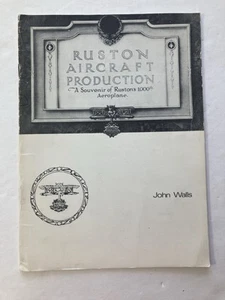 RUSTON
AIRCRAFT
PRODUCTION
A Souvenir of Ruston's 1000th
Aeroplane.
John Walls